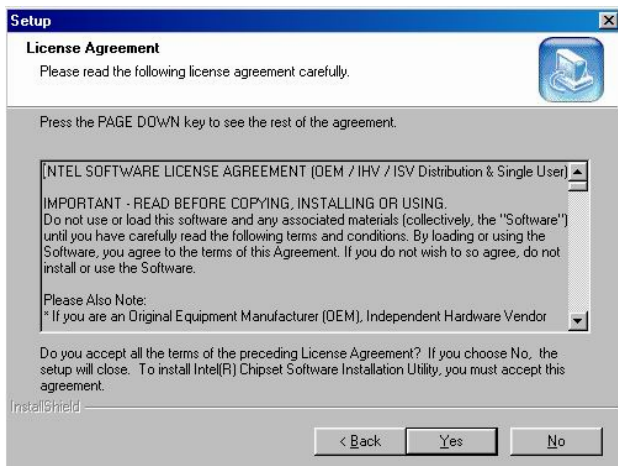 Setup
License Agreement
Please read the following license agreement carefully.
Press the PAGE DOWN key to see the rest of the agreement.
INTEL SOFTWARE LICENSE AGREEMENT (OEM / IHV / ISV Distribution & Single User)
IMPORTANT - READ BEFORE COPYING, INSTALLING OR USING.
Do not use or load this software and any associated materials (collectively, the "Software")
until you have carefully read the following terms and conditions. By loading or using the
Software, you agree to the terms of this Agreement. If you do not wish to so agree, do not
install or use the Software.
Please Also Note:
* If you are an Original Equipment Manufacturer (OEM), Independent Hardware Vendor
Do you accept all the terms of the preceding License Agreement? If you choose No, the
setup will close. To install Intel(R) Chipset Software Installation Utility, you must accept this
agreement.
InstallShield
< Back
Yes
No